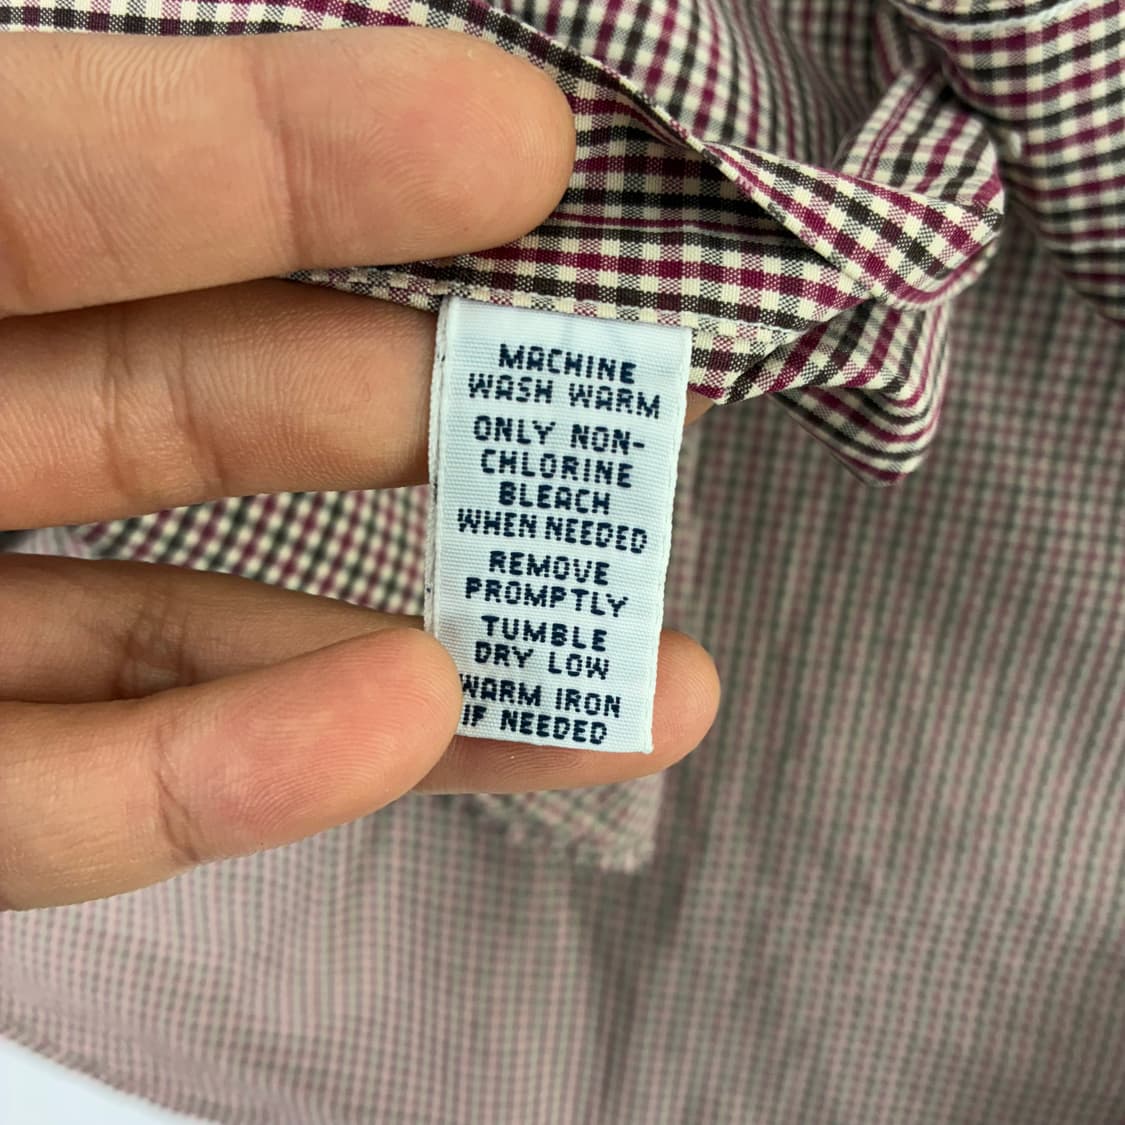 MACHINE
WASH WARM
ONLY NON-
CHLORINE
BLEACH
WHEN NEEDED
REMOVE
PROMPTLY
TUMBLE
DRY LOW
WARM IRON
IF NEEDED